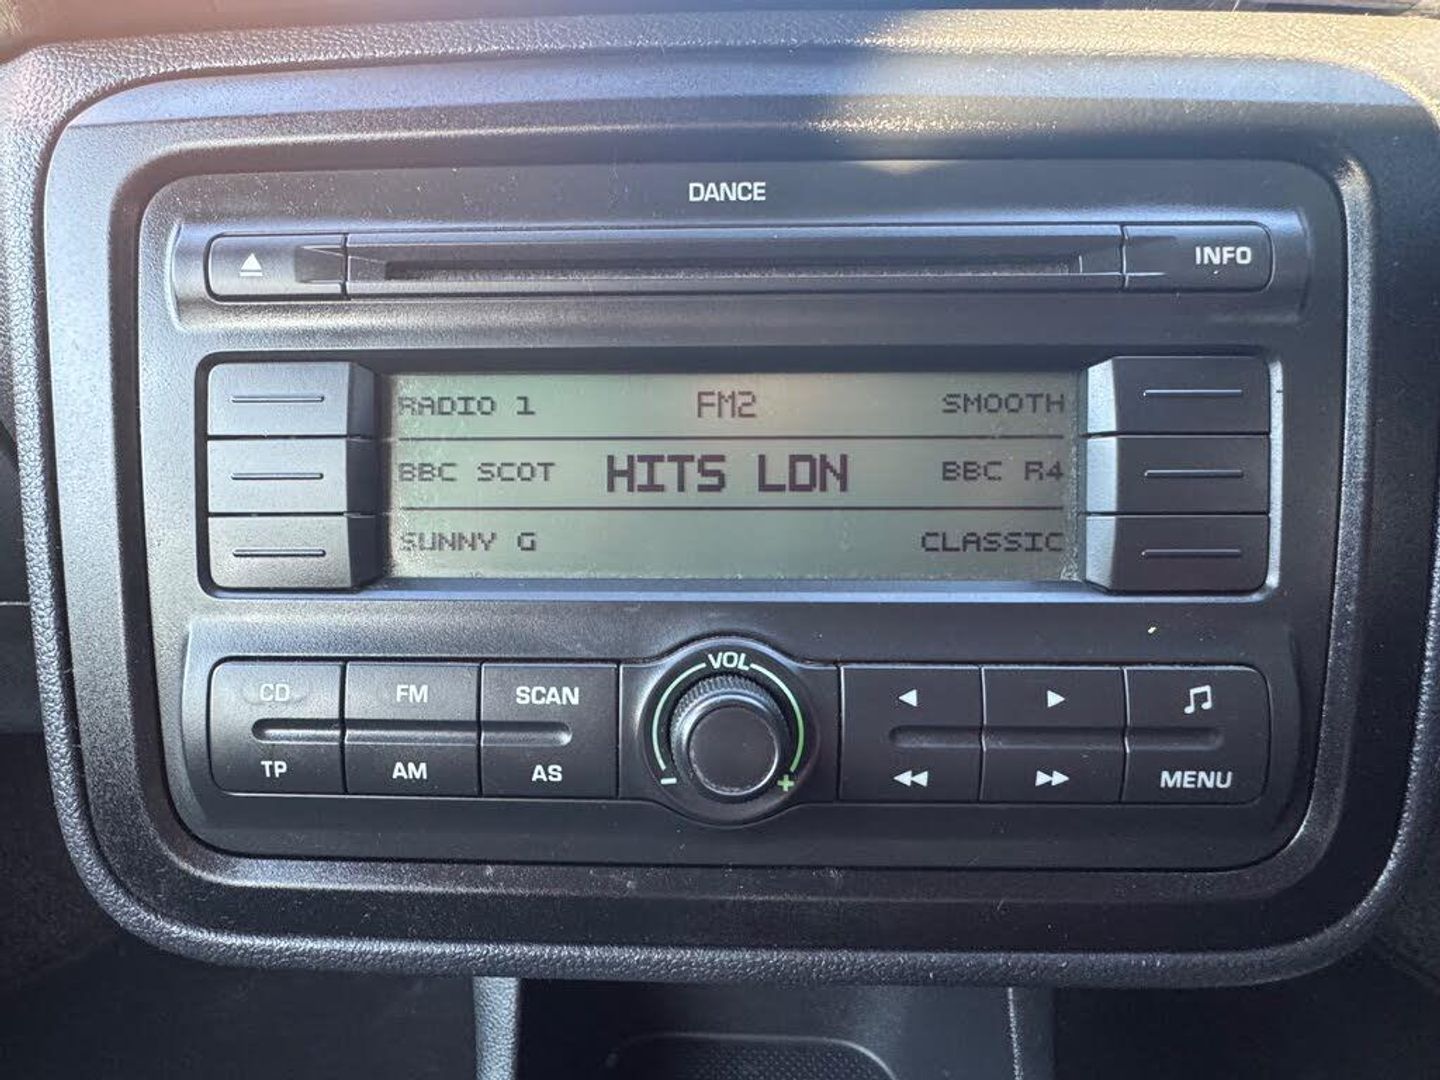 DANCE
INFO
RADIO 1 FM2 SMOOTH
BBC SCOT HITS LDN BBC R4
SUNNY G CLASSIC
VOL
CD FM SCAN
TP AM AS - + MENU